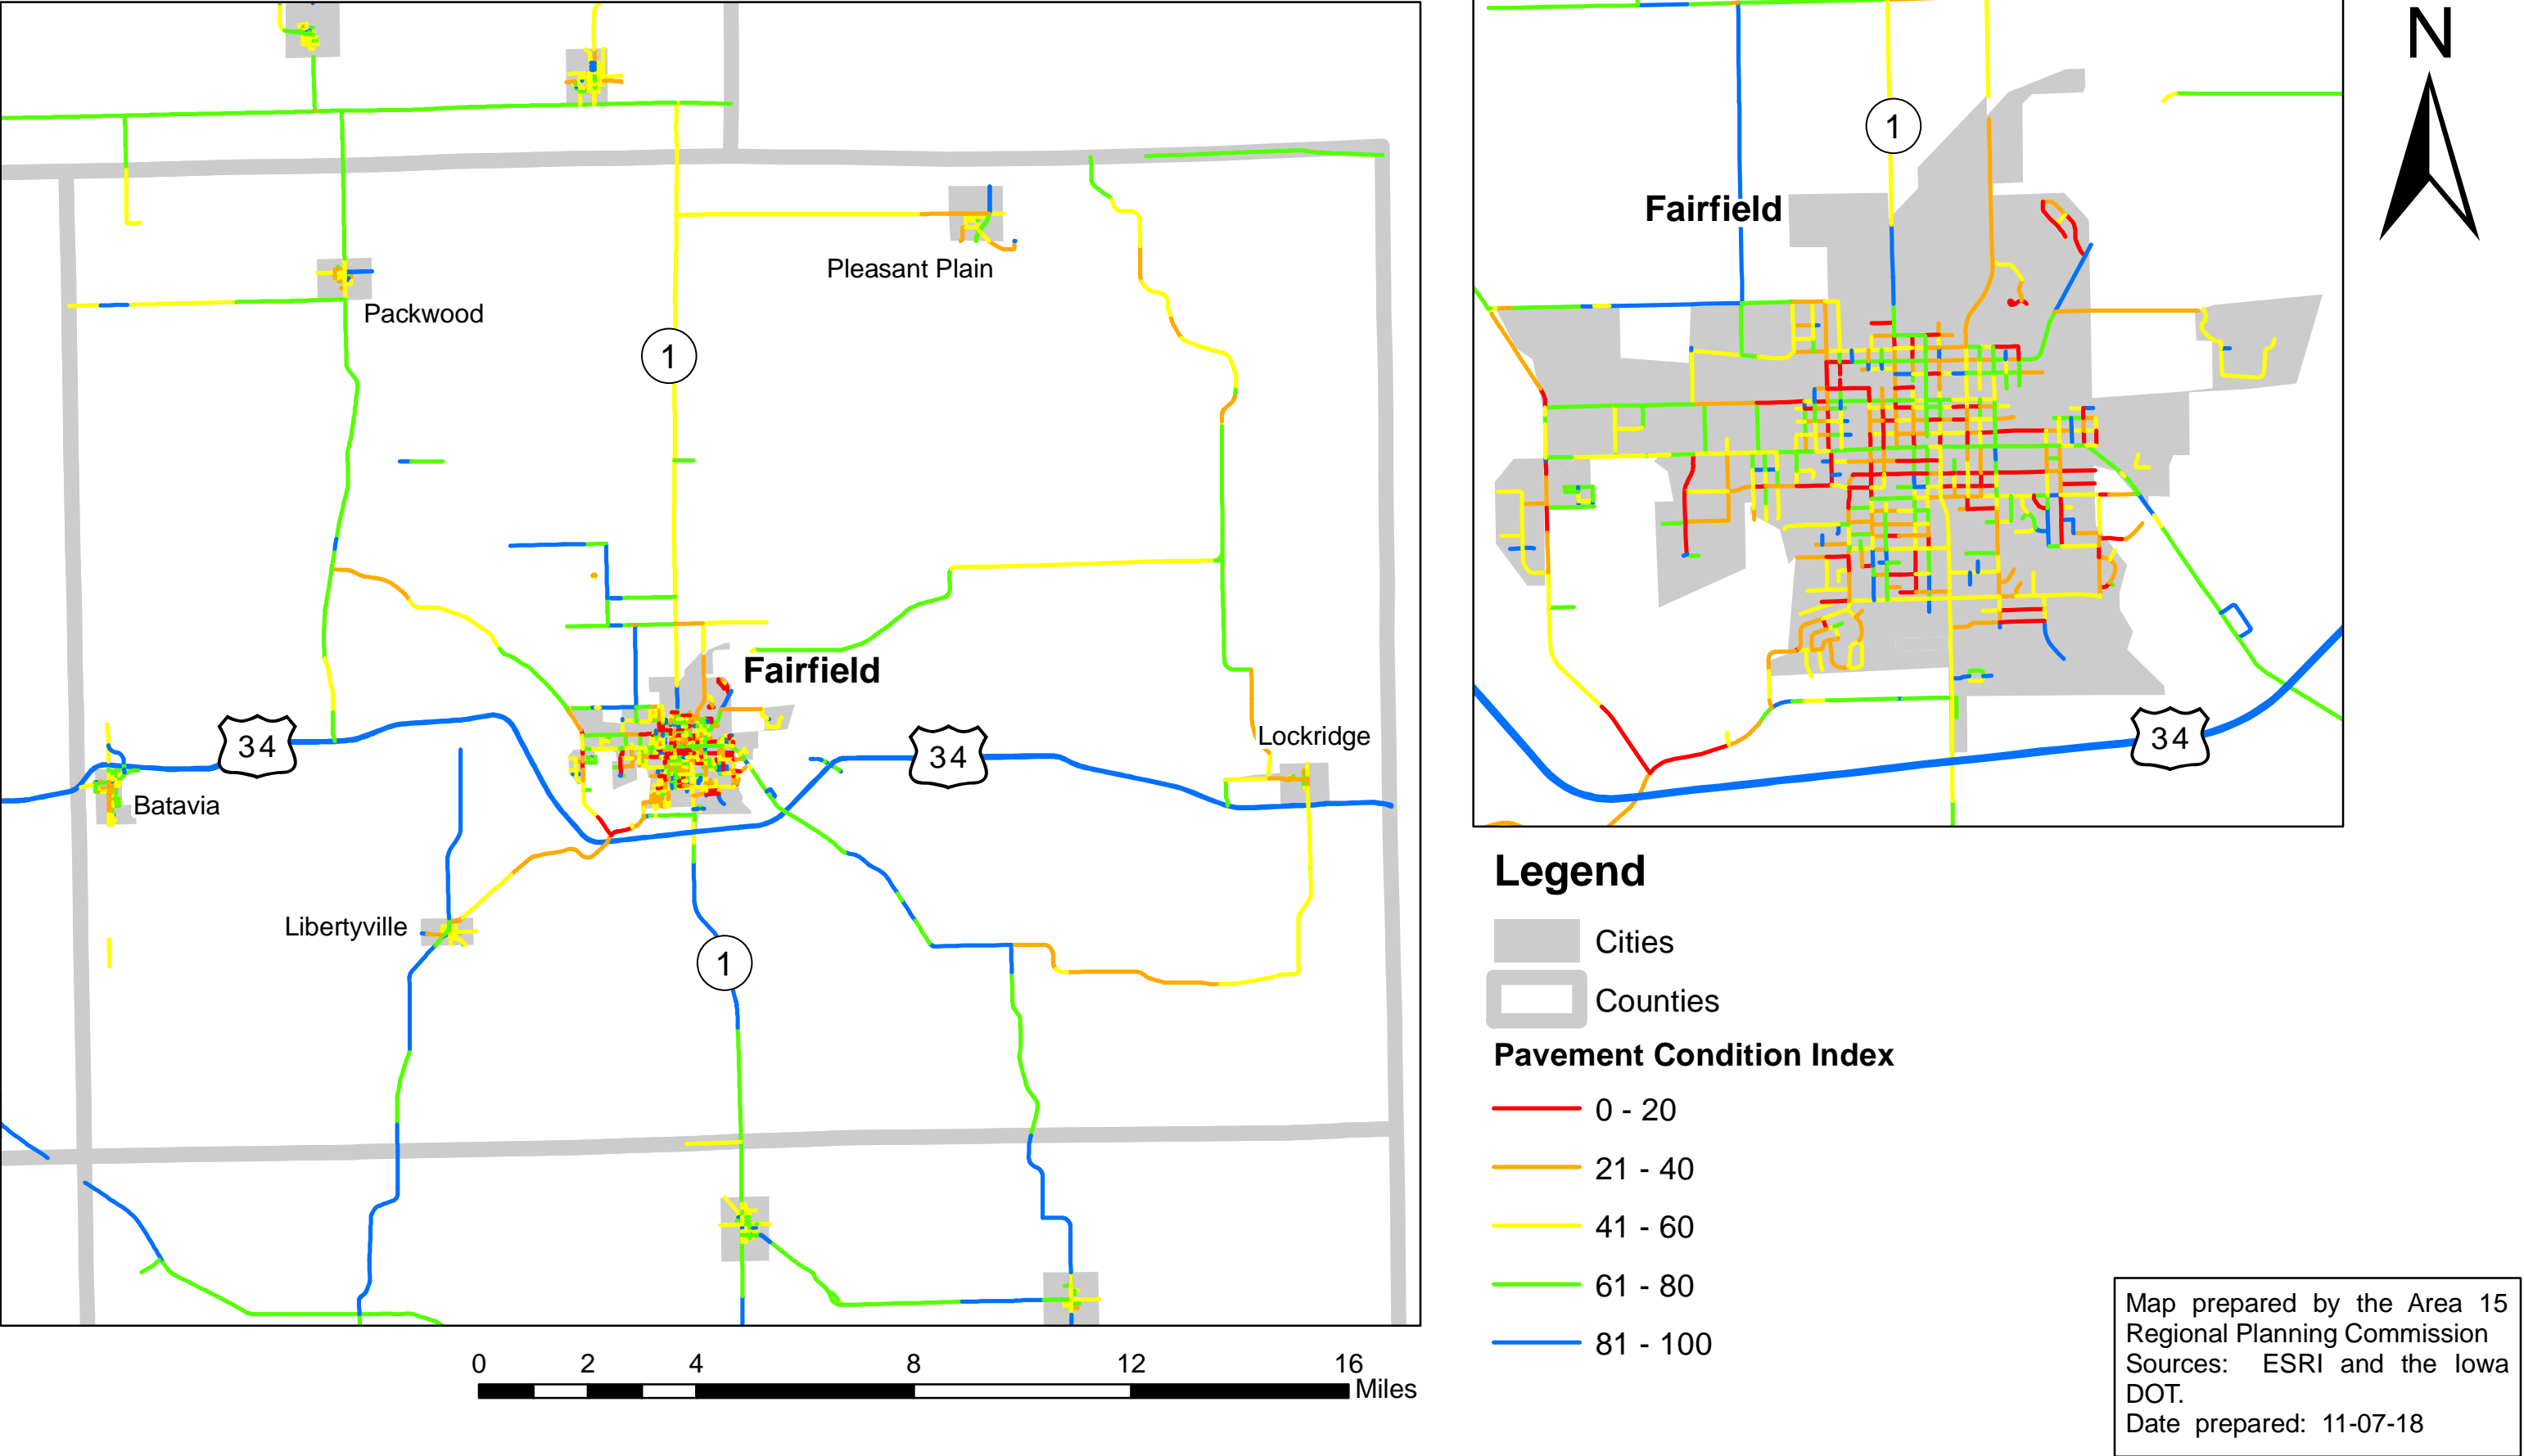 Packwood
Pleasant Plain
1
Fairfield
34
34
Lockridge
Batavia
Libertyville
1
0 2 4 8 12 16
Miles
1
Fairfield
34
N
Legend
Cities
Counties
Pavement Condition Index
0 - 20
21 - 40
41 - 60
61 - 80
81 - 100
Map prepared by the Area 15
Regional Planning Commission
Sources: ESRI and the Iowa
DOT.
Date prepared: 11-07-18